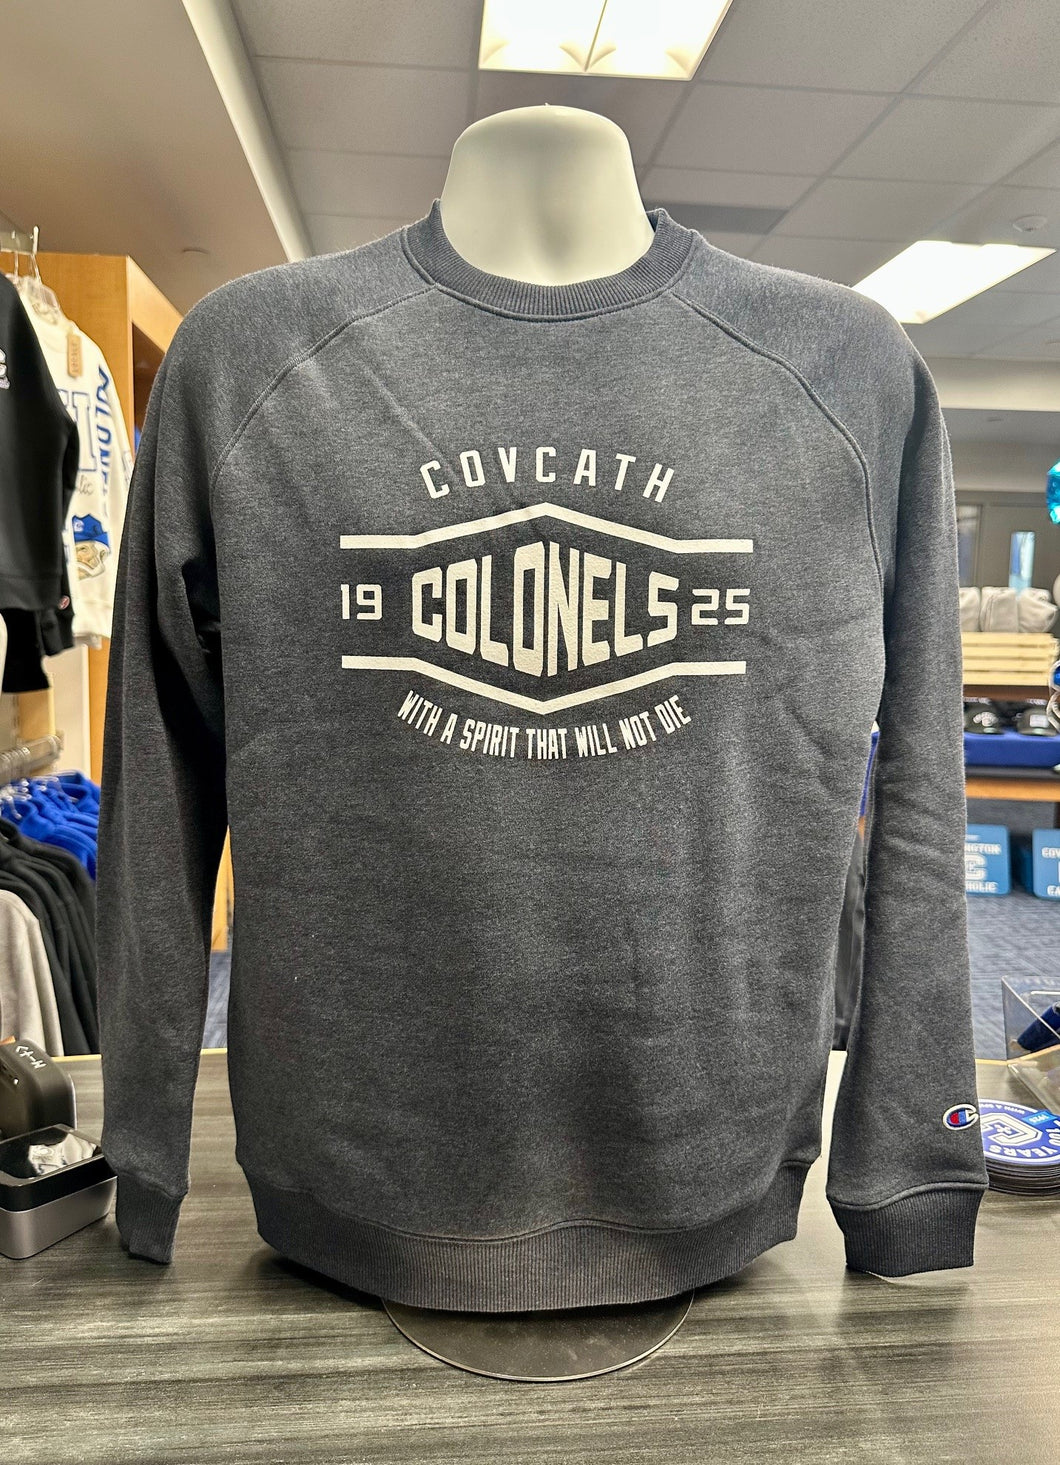 COVCATH
19 COLONELS 25
WITH A SPIRIT THAT WILL NOT DIE